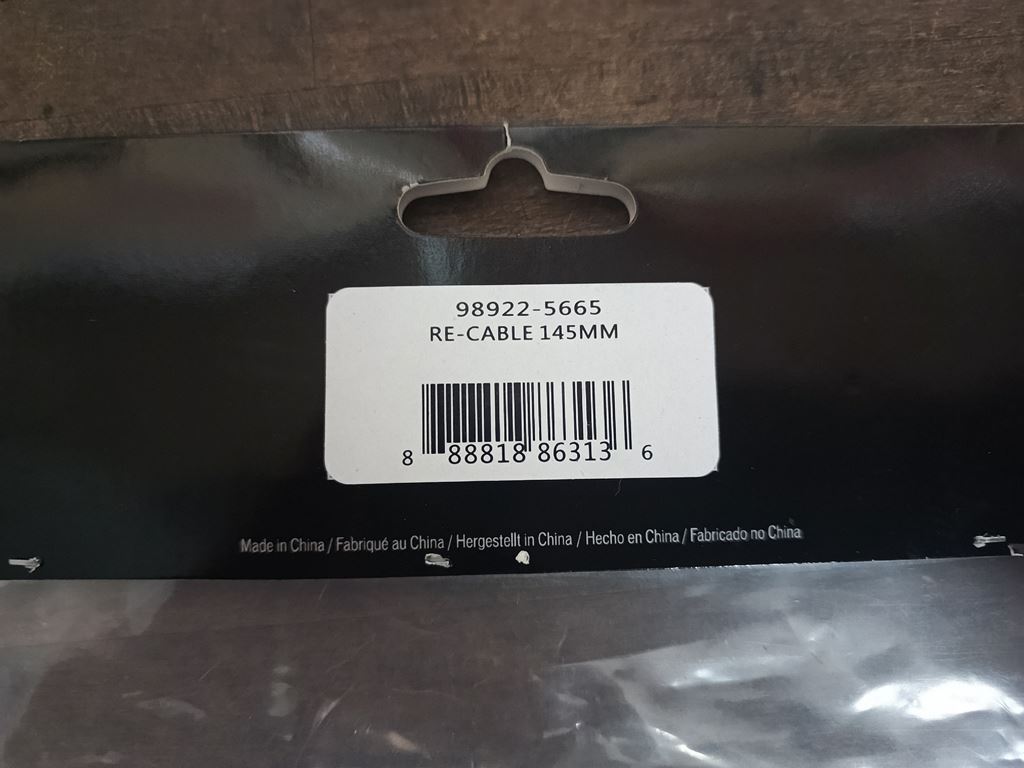 98922-5665
RE-CABLE 145MM
8 88818 86313 6
Made in China / Fabriqué au China / Hergestellt in China / Hecho en China / Fabricado no China